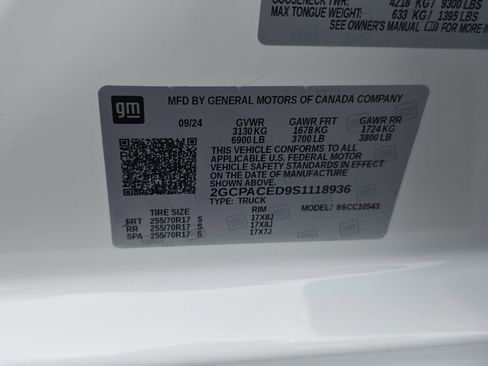 GOOSENECK TWR: 4218 KG / 9300 LBS
MAX TONGUE WEIGHT: 633 KG / 1395 LBS
SEE OWNER'S MANUAL FOR MORE INFORMATION
gm
MFD BY GENERAL MOTORS OF CANADA COMPANY
09/24 GVWR GAWR FRT GAWR RR
3130 KG 1678 KG 1724 KG
6900 LB 3700 LB 3800 LB
THIS VEHICLE CONFORMS TO ALL
APPLICABLE U.S. FEDERAL MOTOR
VEHICLE SAFETY STANDARDS IN EFFECT
ON THE DATE OF MANUFACTURE
SHOWN ABOVE.
2GCPACED9S1118936
TYPE: TRUCK MODEL: 96CC10543
TIRE SIZE RIM
FRT 255/70R17 S 17X8J
RR 255/70R17 S 17X8J
SPA 255/70R17 S 17X7J